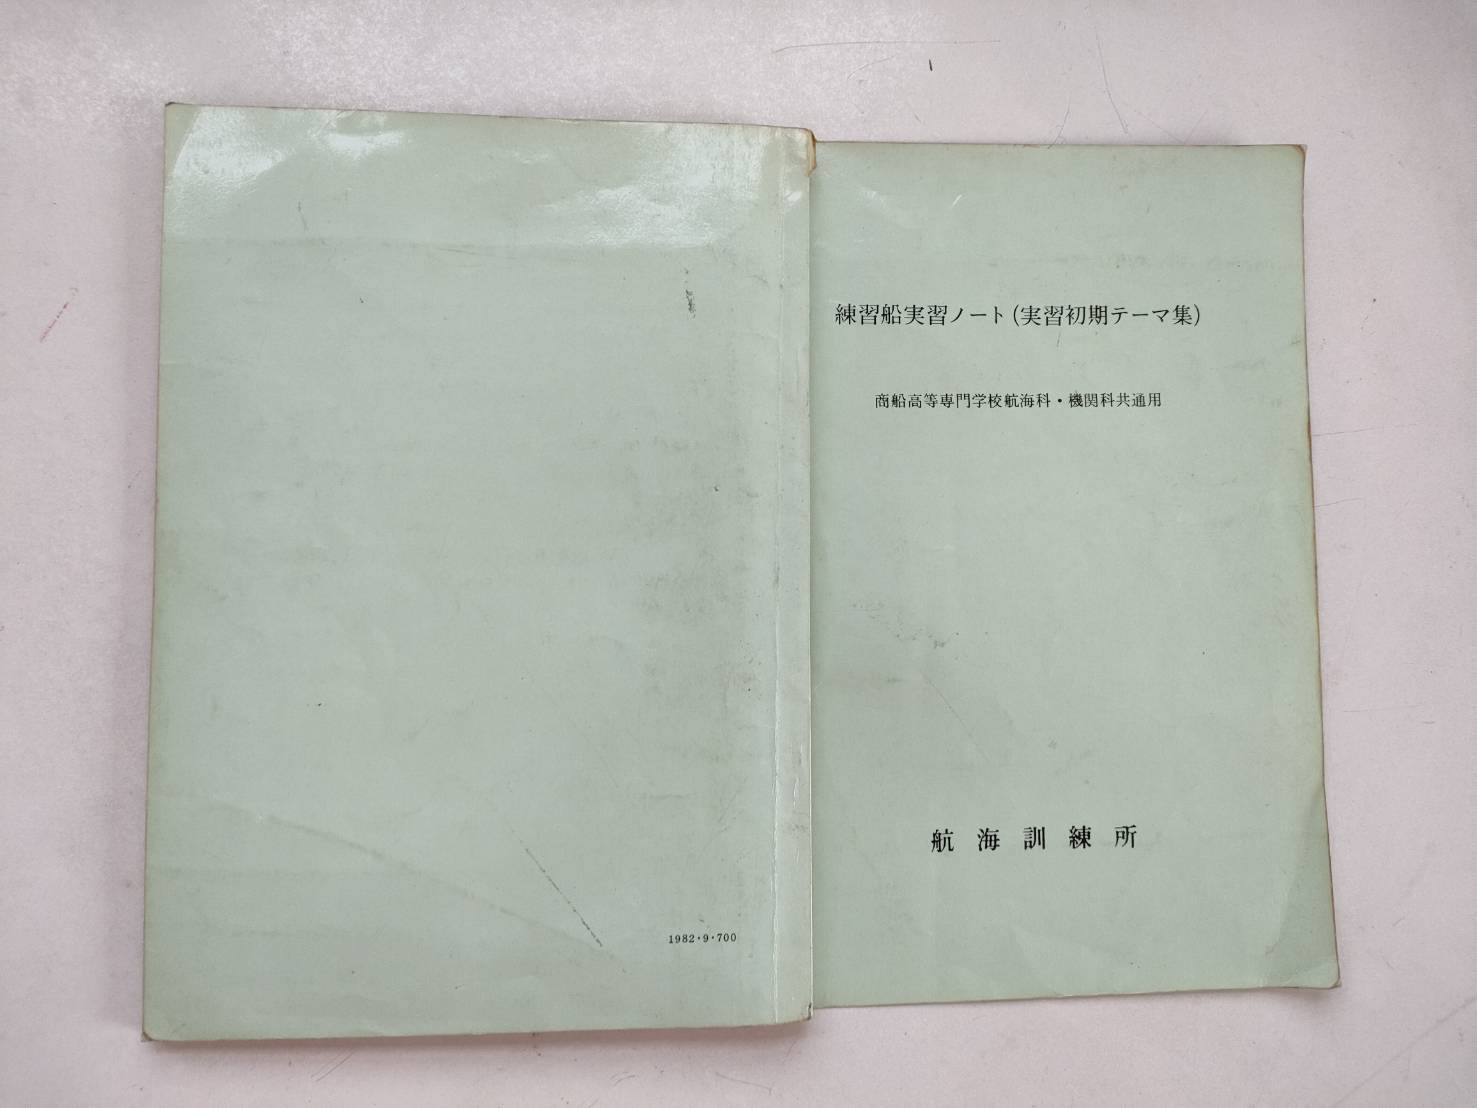 練習船実習ノート(実習初期テーマ集)
商船高等専門学校航海科・機関科共通用
航海訓練所
1982・9・700